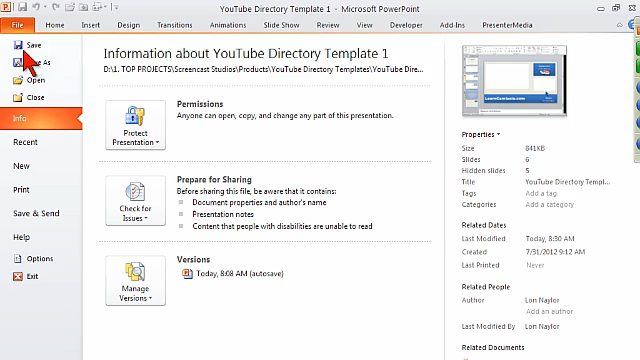 YouTube Directory Template 1 - Microsoft PowerPoint
File Home Insert Design Transitions Animations Slide Show Review View Developer Add-Ins PresenterMedia
Save
As
Open
Close
Info
Recent
New
Print
Save & Send
Help
Options
Exit
Information about YouTube Directory Template 1
D:\1. TOP PROJECTS\Screencast Studios\Products\YouTube Directory Templates\YouTube Dire...
Protect
Presentation
Permissions
Anyone can open, copy, and change any part of this presentation.
Check for
Issues
Prepare for Sharing
Before sharing this file, be aware that it contains:
Document properties and author's name
Presentation notes
Content that people with disabilities are unable to read
Manage
Versions
Versions
Today, 8:08 AM (autosave)
LearnCamtasia.com
Properties
Size 841KB
Slides 6
Hidden slides 5
Title YouTube Directory Templ...
Tags Add a tag
Categories Add a category
Related Dates
Last Modified Today, 8:30 AM
Created 7/31/2012 9:12 AM
Last Printed Never
Related People
Author Lon Naylor
Add an author
Last Modified By Lon Naylor
Related Documents